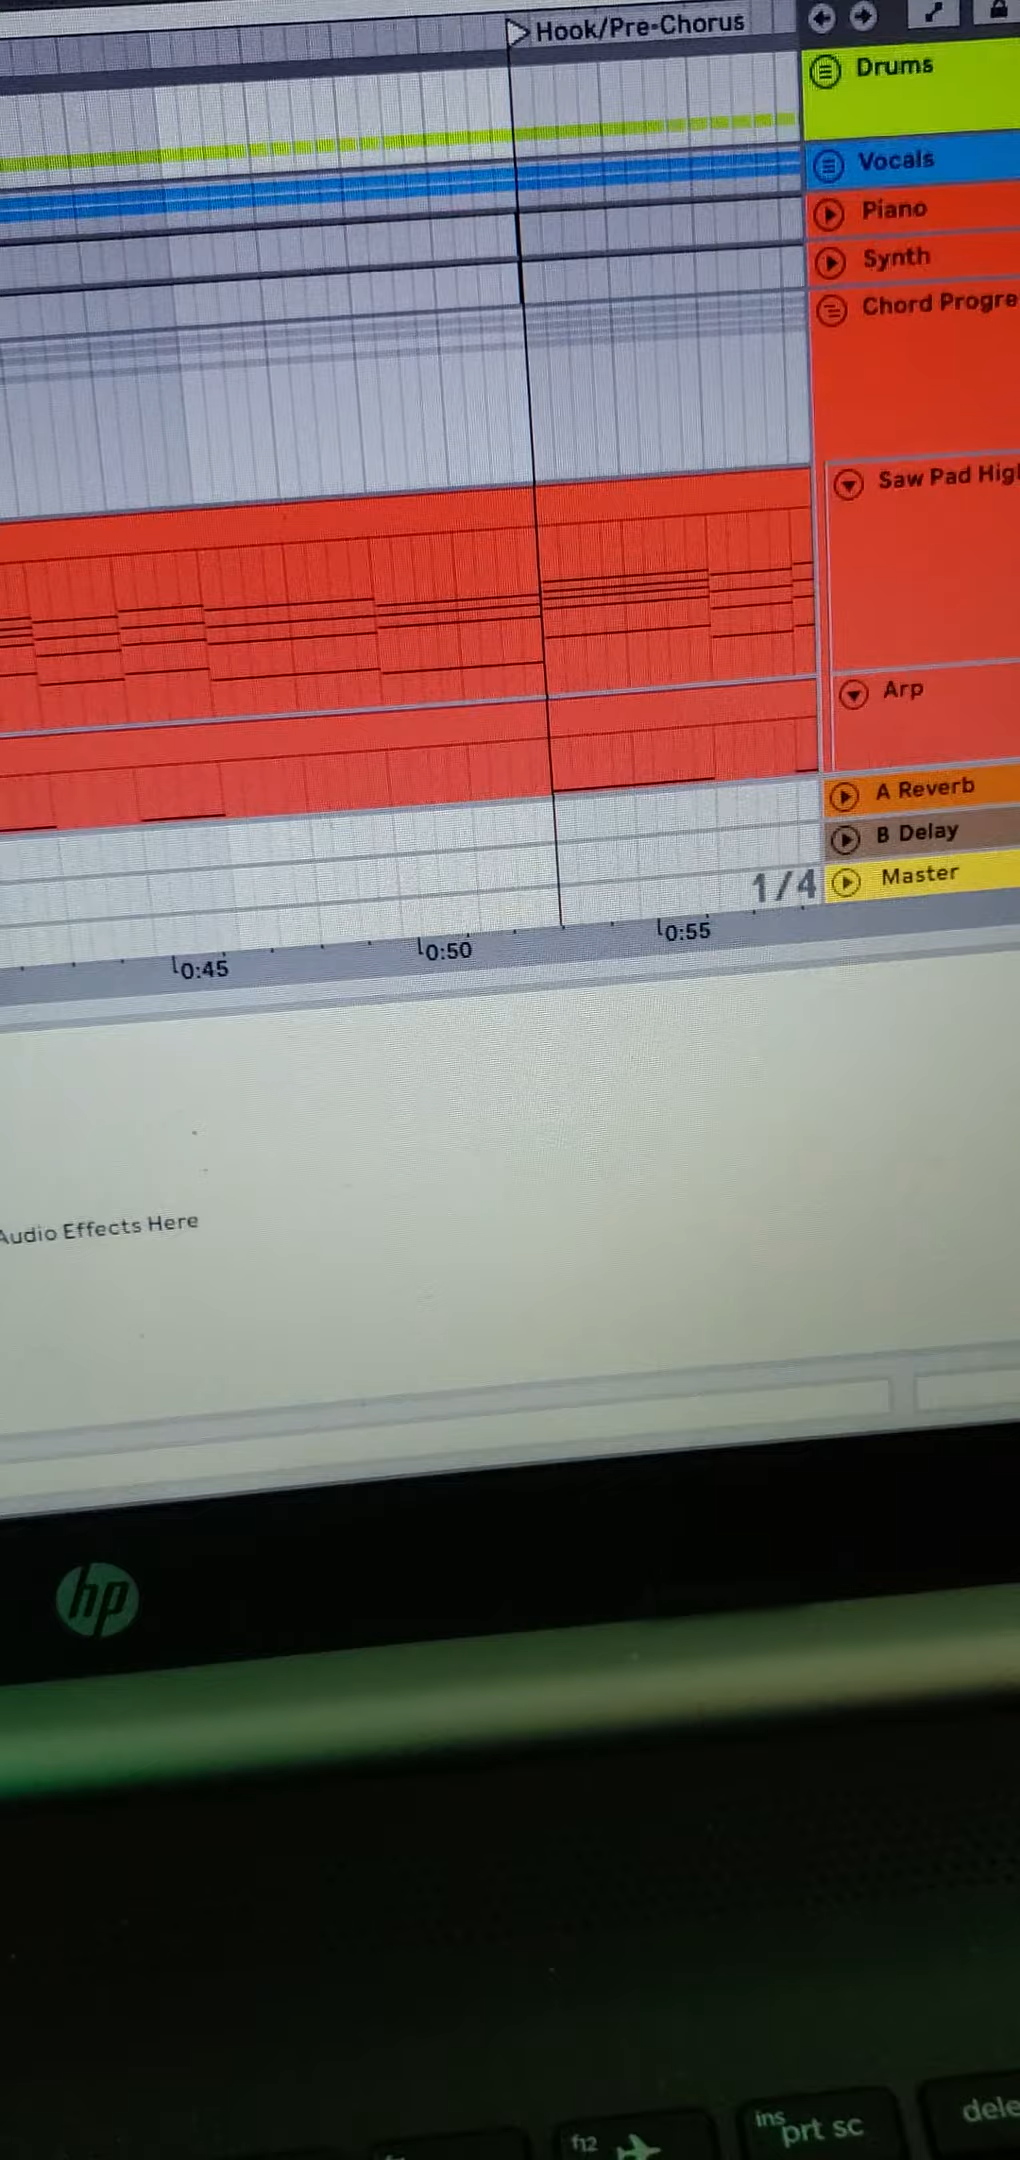 Hook/Pre-Chorus
Drums
Vocals
Piano
Synth
Chord Progre
Saw Pad Higl
Arp
A Reverb
B Delay
1/4
Master
0:45
0:50
0:55
Audio Effects Here
hp
f12
ins
prt sc
dele